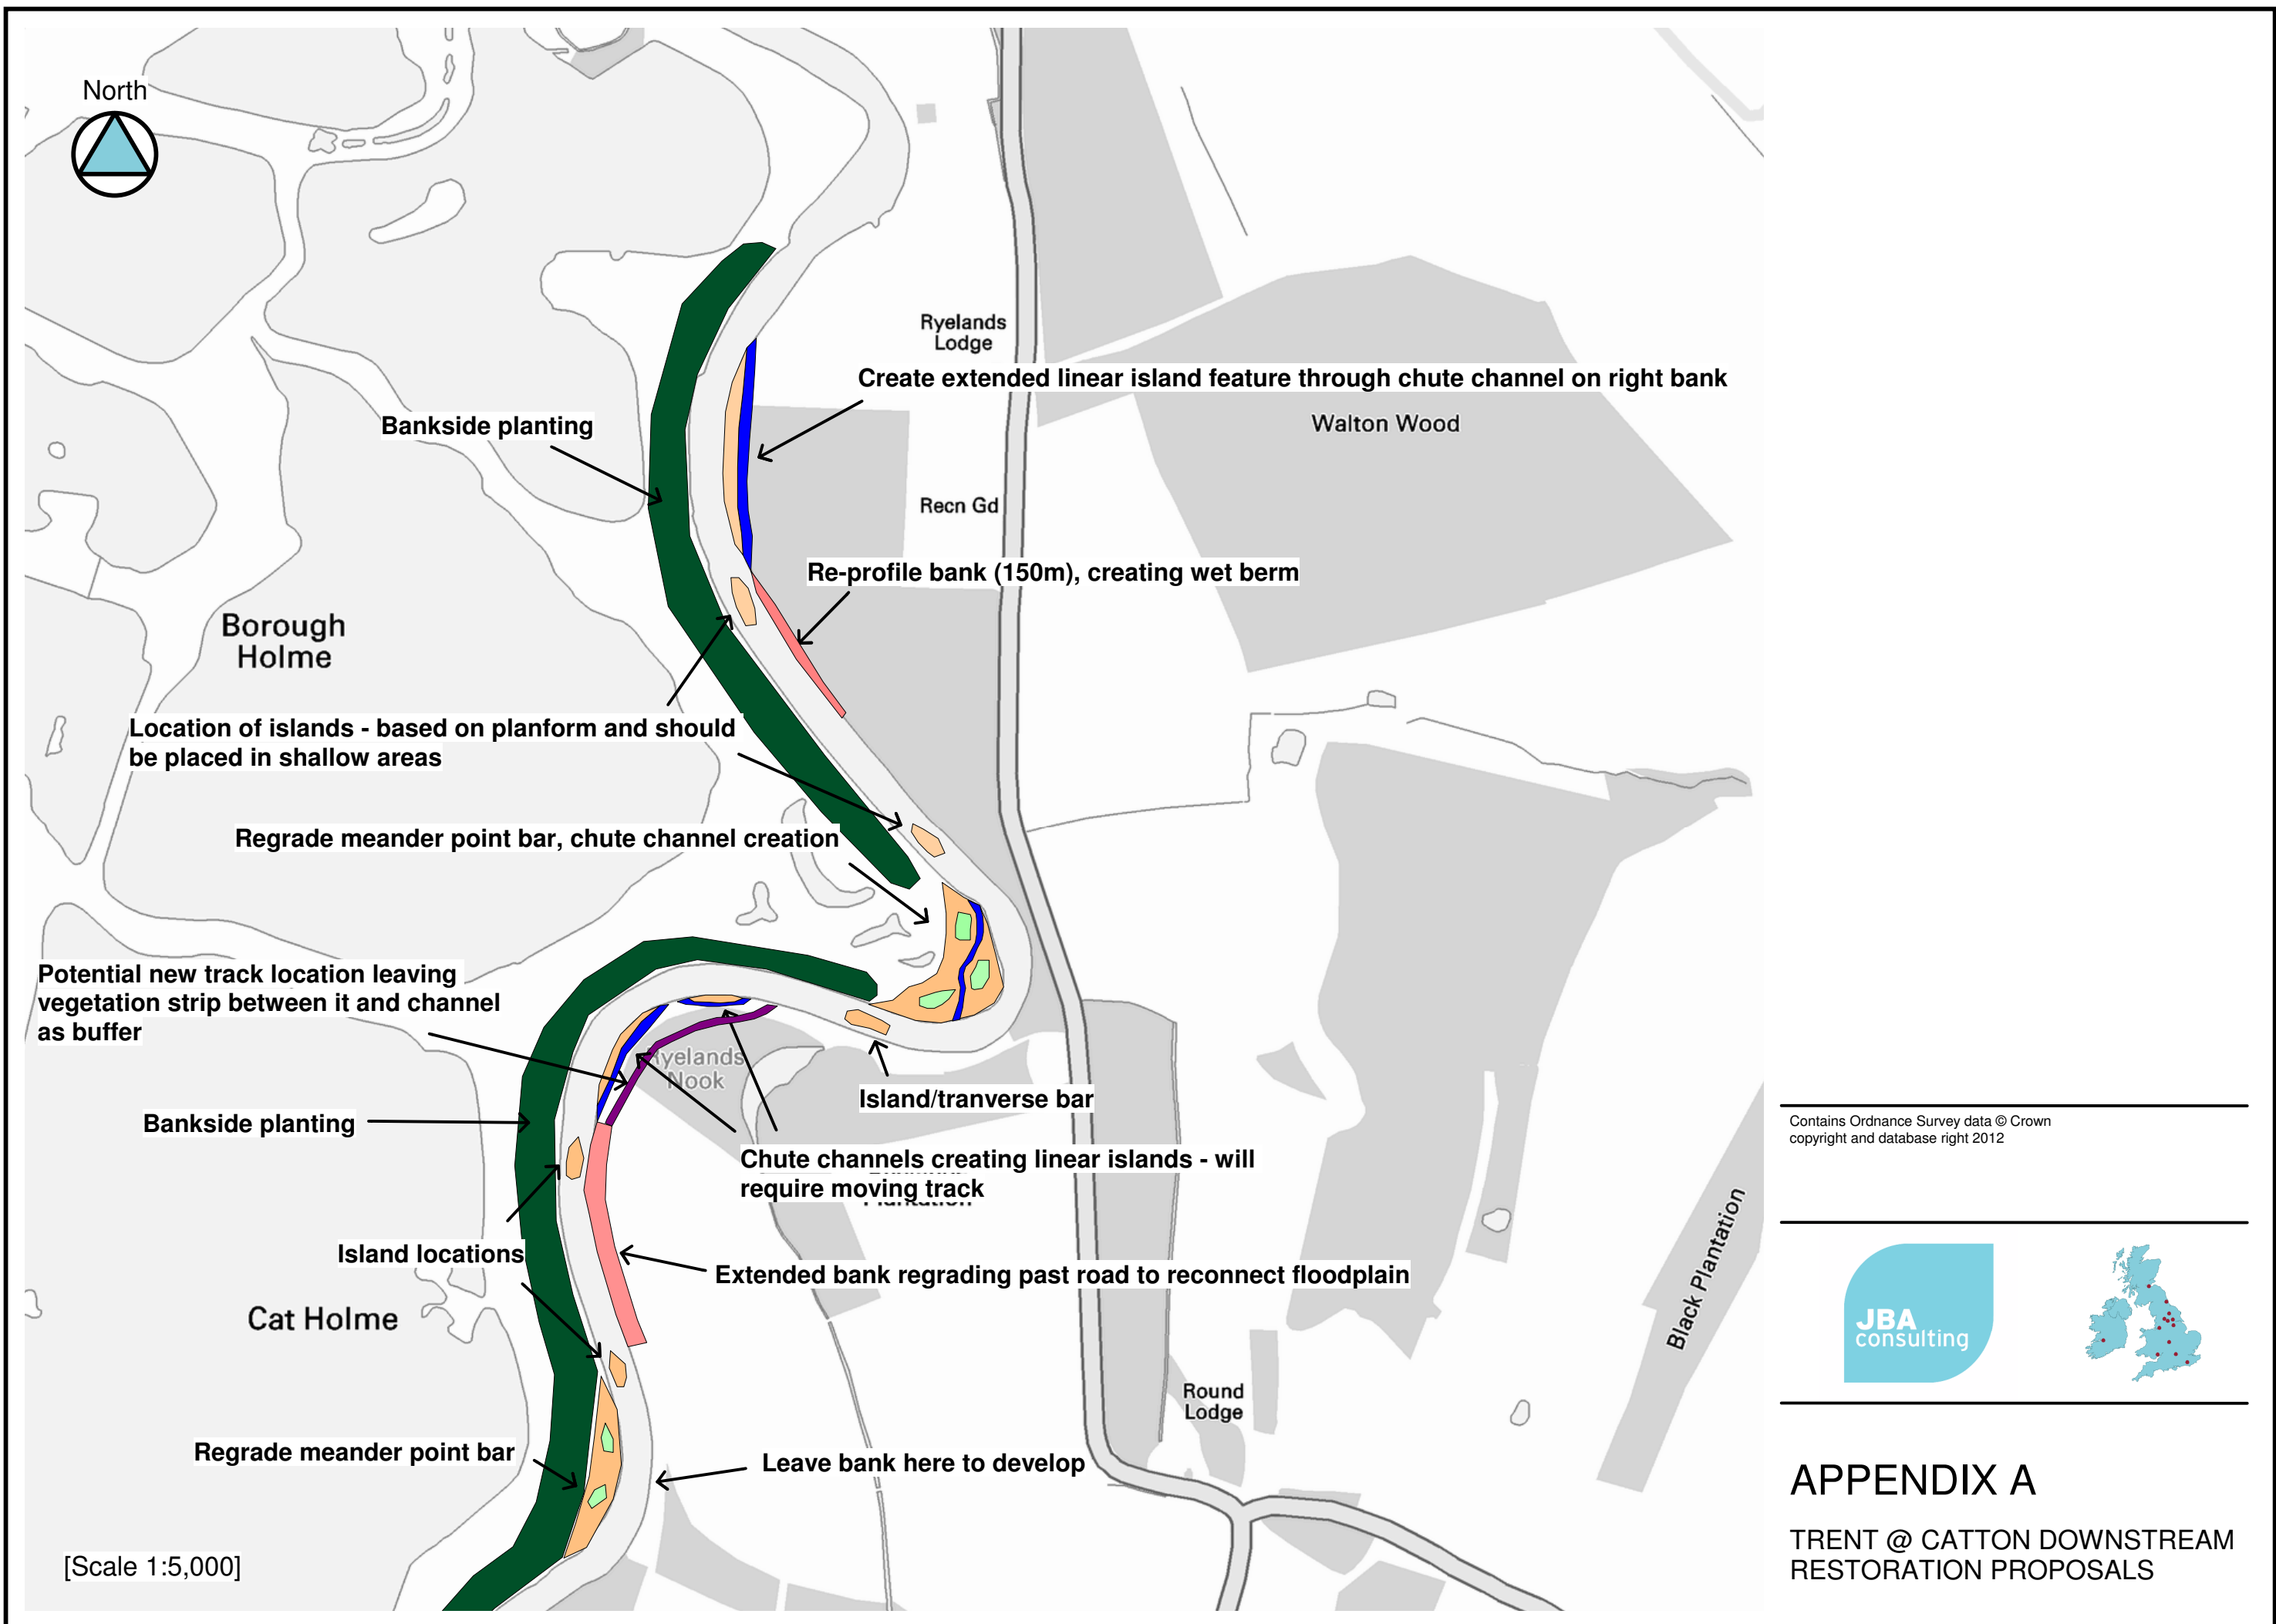 North
Ryelands
Lodge
Create extended linear island feature through chute channel on right bank
Walton Wood
Bankside planting
Recn Gd
Re-profile bank (150m), creating wet berm
Borough
Holme
Location of islands - based on planform and should
be placed in shallow areas
Regrade meander point bar, chute channel creation
Potential new track location leaving
vegetation strip between it and channel
as buffer
Ryelands
Nook
Island/tranverse bar
Bankside planting
Chute channels creating linear islands - will
require moving track
Plantation
Island locations
Extended bank regrading past road to reconnect floodplain
Cat Holme
Black Plantation
Round
Lodge
Regrade meander point bar
Leave bank here to develop
[Scale 1:5,000]
Contains Ordnance Survey data © Crown
copyright and database right 2012
JBA
consulting
APPENDIX A
TRENT @ CATTON DOWNSTREAM
RESTORATION PROPOSALS